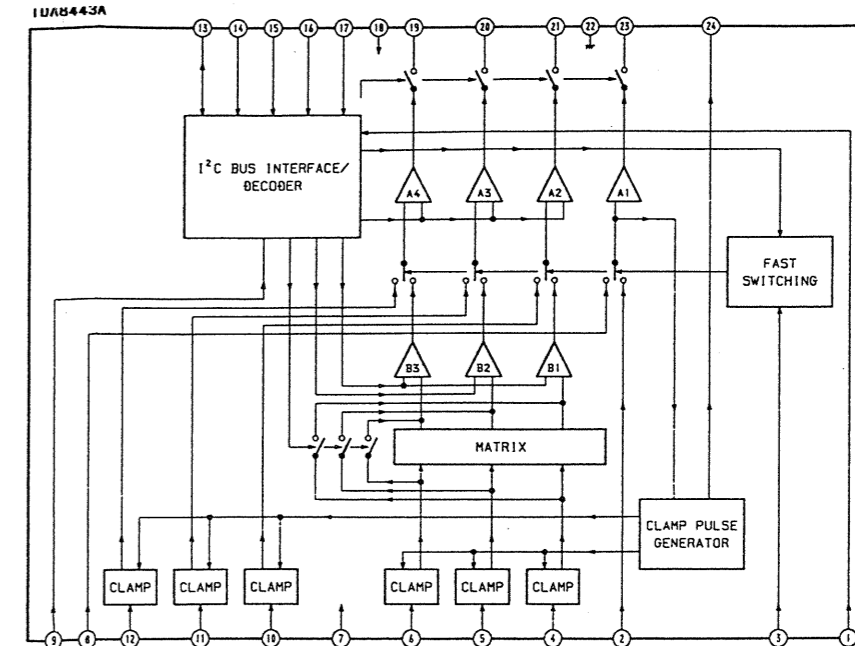 TDA8443A
13 14 15 16 17 18 19 20 21 22 23 24
I²C BUS INTERFACE/
DECODER
A4 A3 A2 A1
FAST
SWITCHING
B3 B2 B1
MATRIX
CLAMP PULSE
GENERATOR
CLAMP CLAMP CLAMP CLAMP CLAMP CLAMP
9 8 12 11 10 7 6 5 4 2 3 1